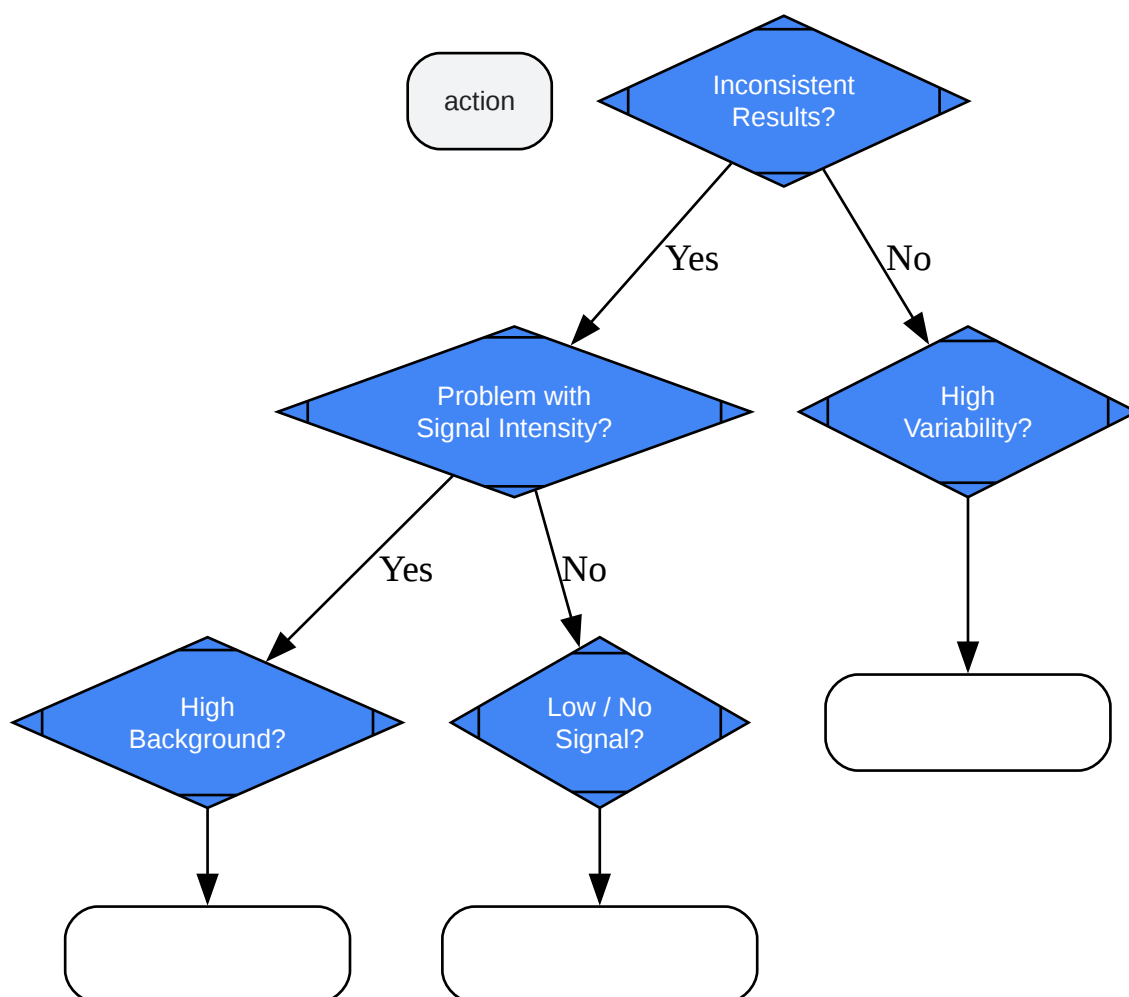 action
Inconsistent
Results?
Yes
No
Problem with
Signal Intensity?
High
Variability?
Yes
No
High
Background?
Low / No
Signal?